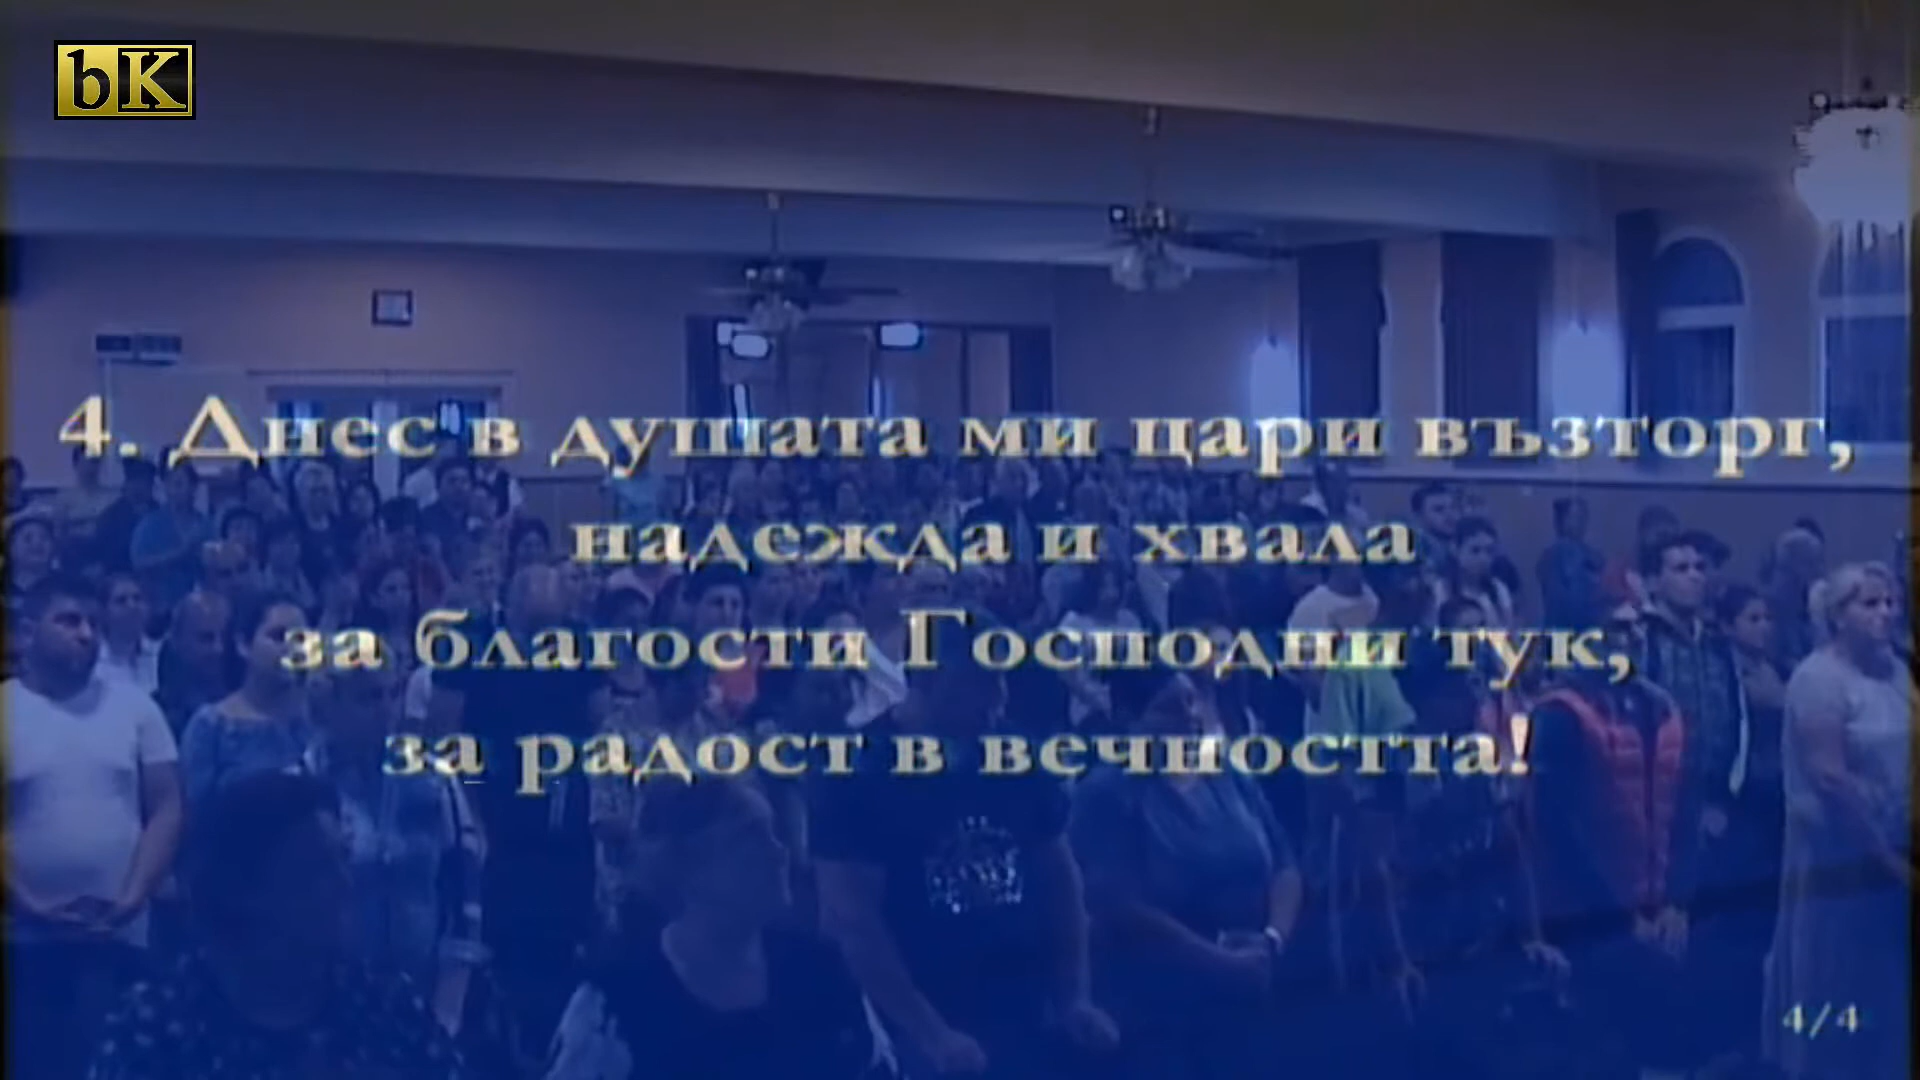 bK
4. Днес в душата ми цари възторг,
надежда и хвала
за благости Господни тук,
за радост в вечността!
4/4